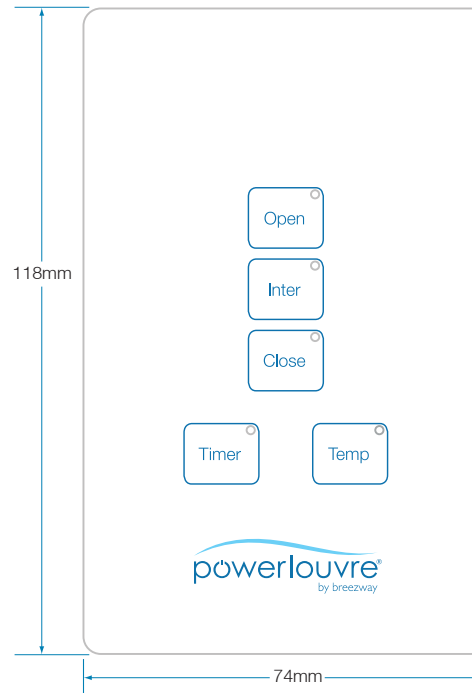 Open
118mm
Inter
Close
Timer
Temp
powerlouvre®
by breezway
74mm